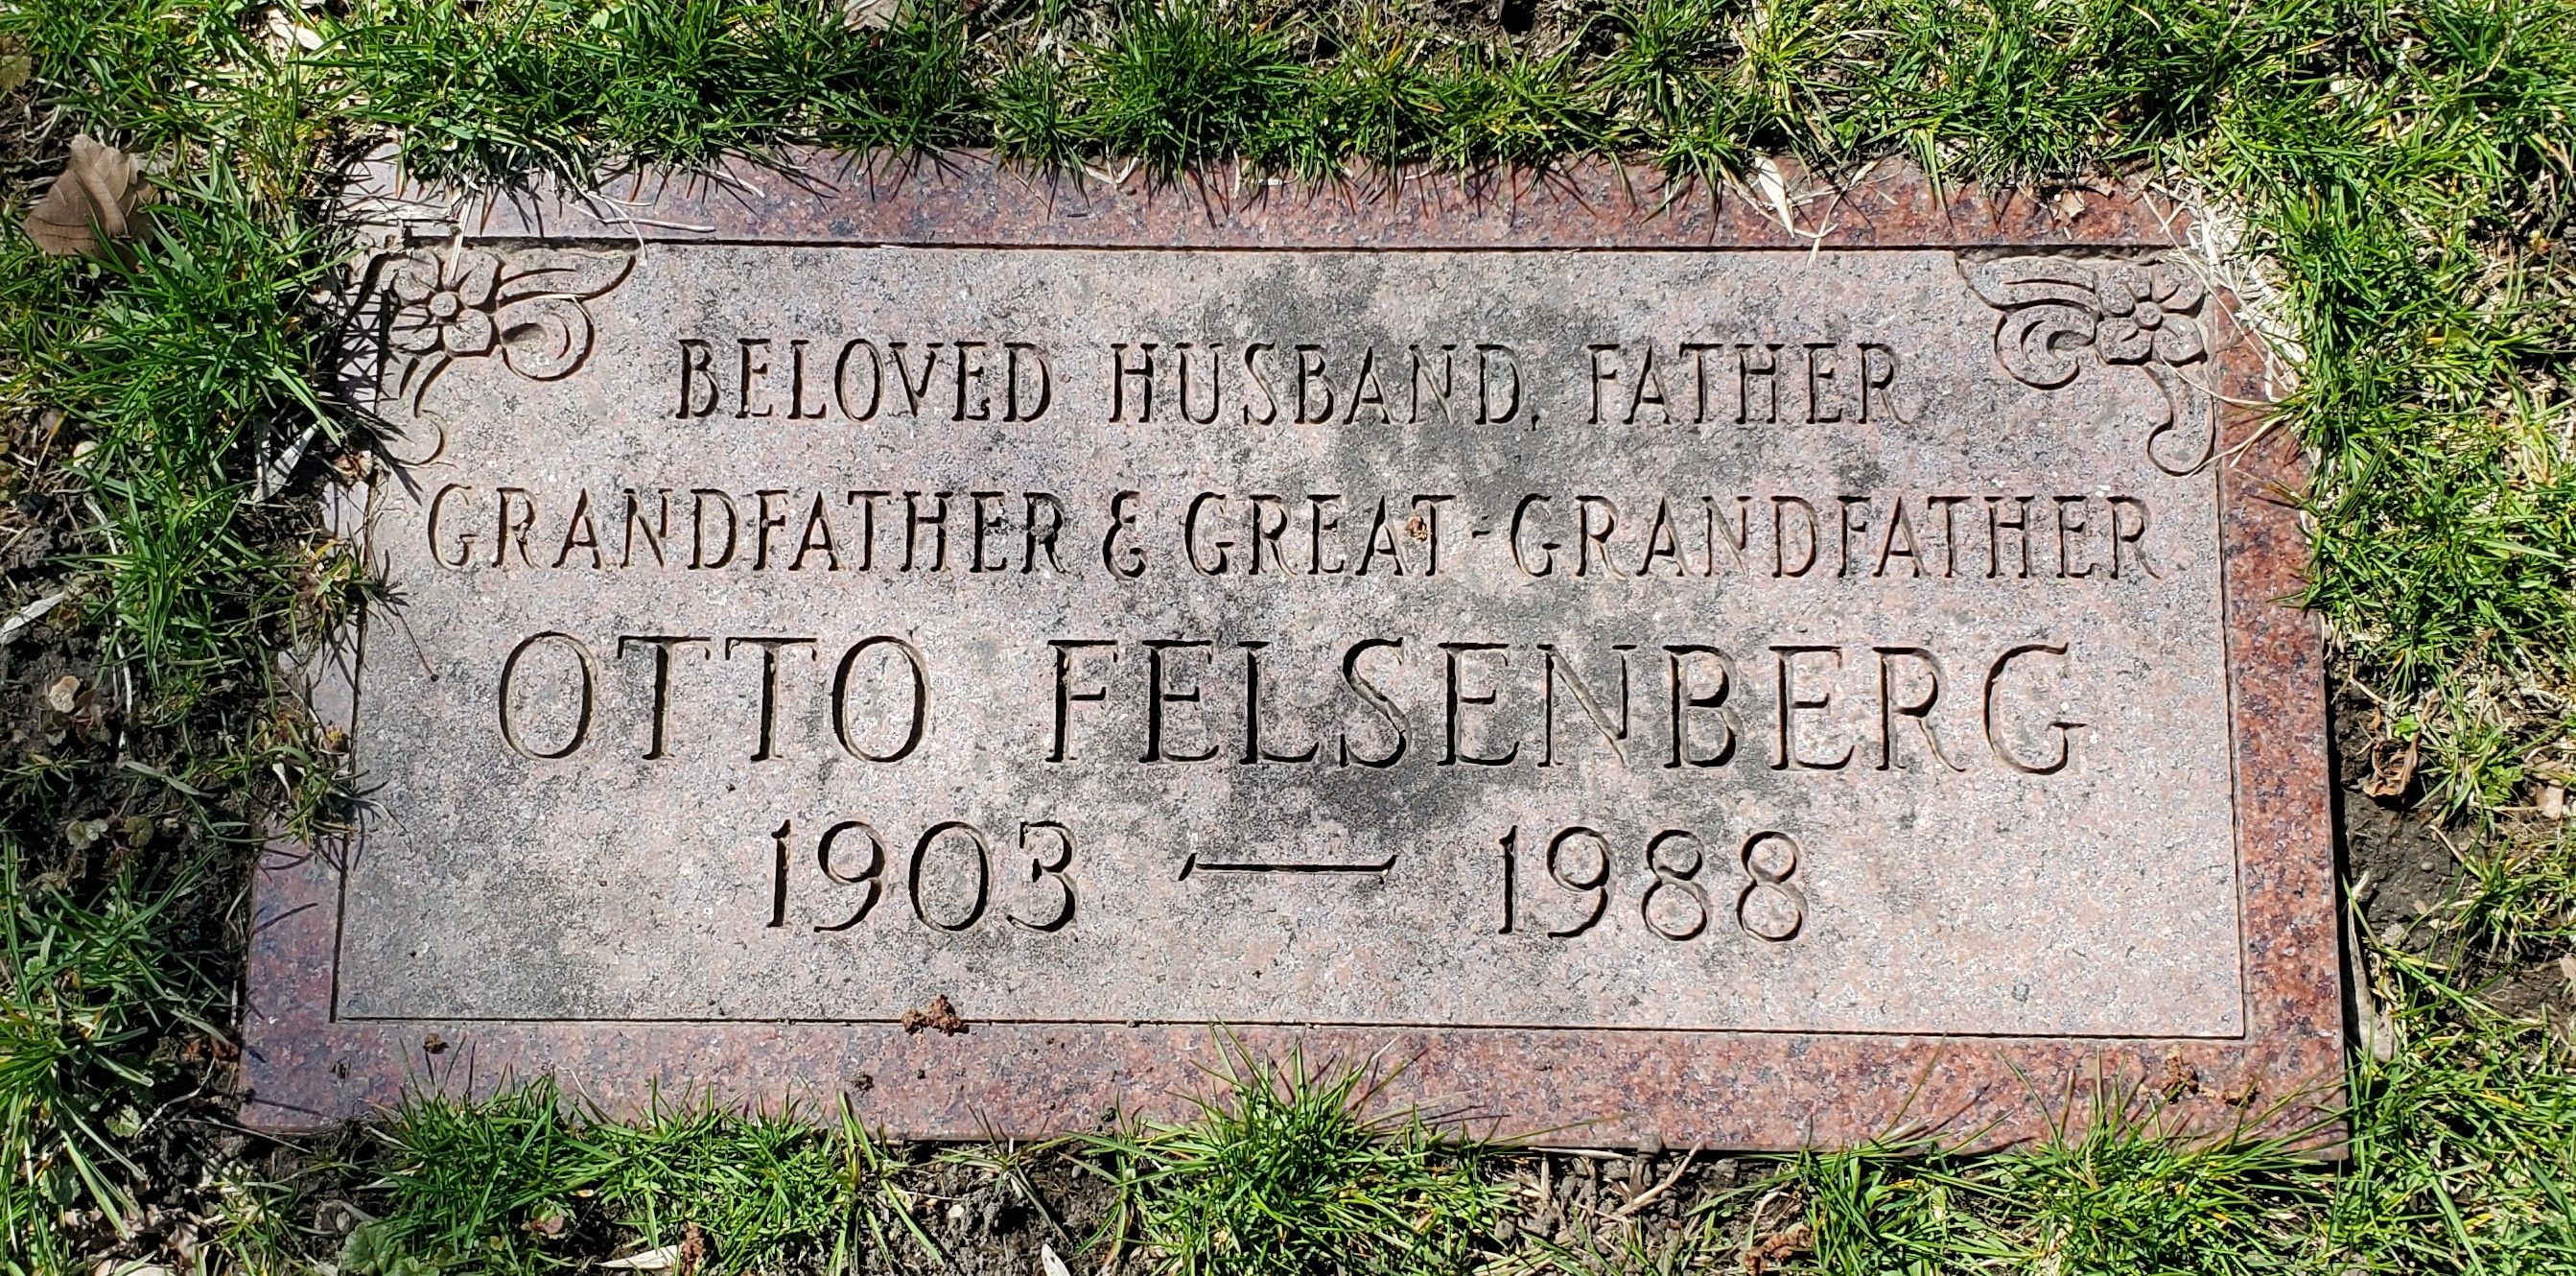 BELOVED HUSBAND, FATHER
GRANDFATHER & GREAT-GRANDFATHER
OTTO FELSENBERG
1903 — 1988